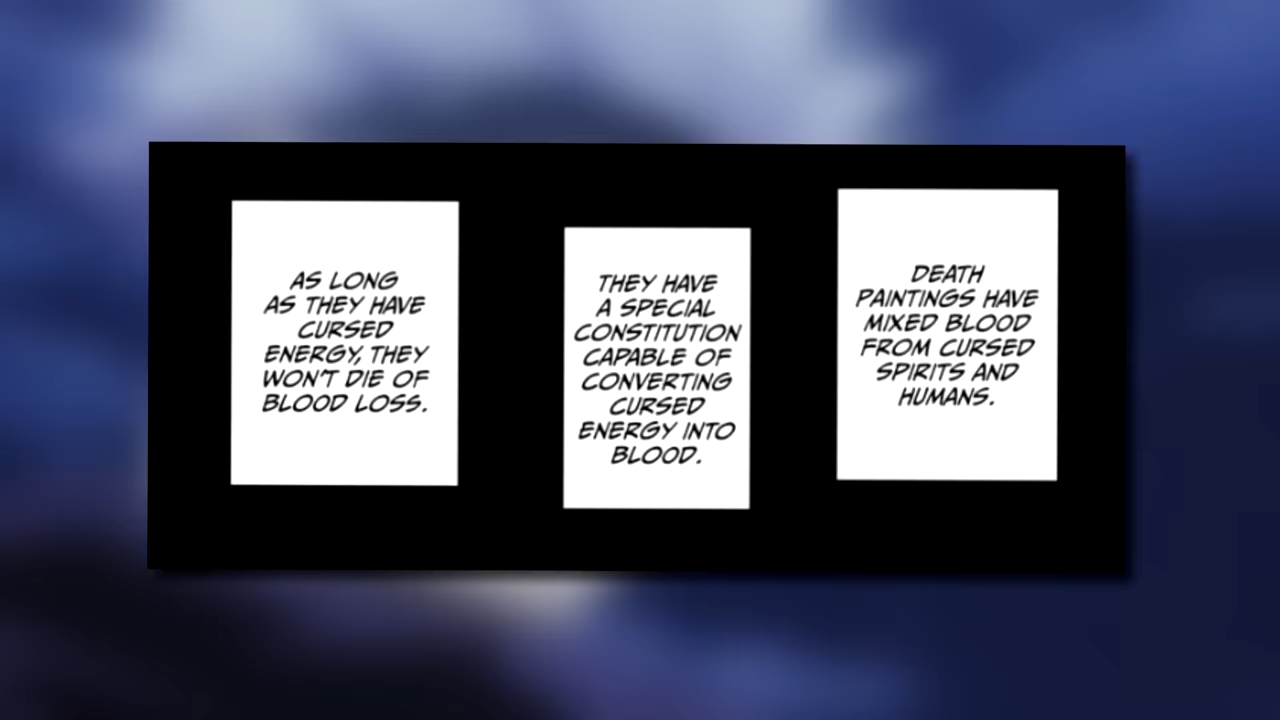 DEATH
PAINTINGS HAVE
MIXED BLOOD
FROM CURSED
SPIRITS AND
HUMANS.
THEY HAVE
A SPECIAL
CONSTITUTION
CAPABLE OF
CONVERTING
CURSED
ENERGY INTO
BLOOD.
AS LONG
AS THEY HAVE
CURSED
ENERGY, THEY
WON'T DIE OF
BLOOD LOSS.